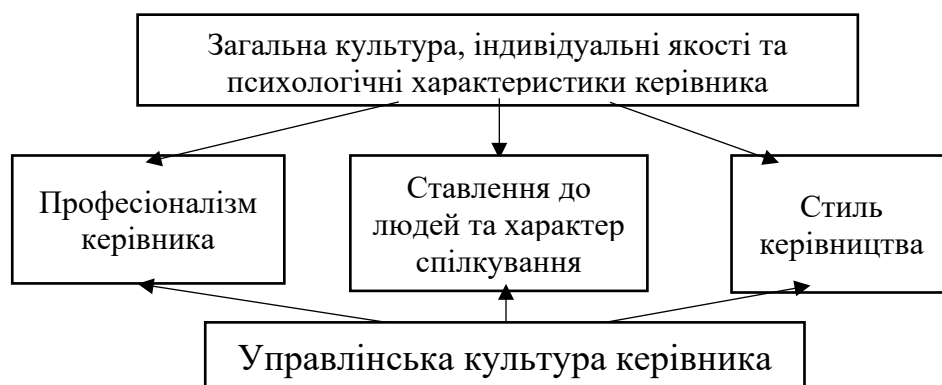 Загальна культура, індивідуальні якості та
психологічні характеристики керівника
Професіоналізм
керівника
Ставлення до
людей та характер
спілкування
Стиль
керівництва
Управлінська культура керівника